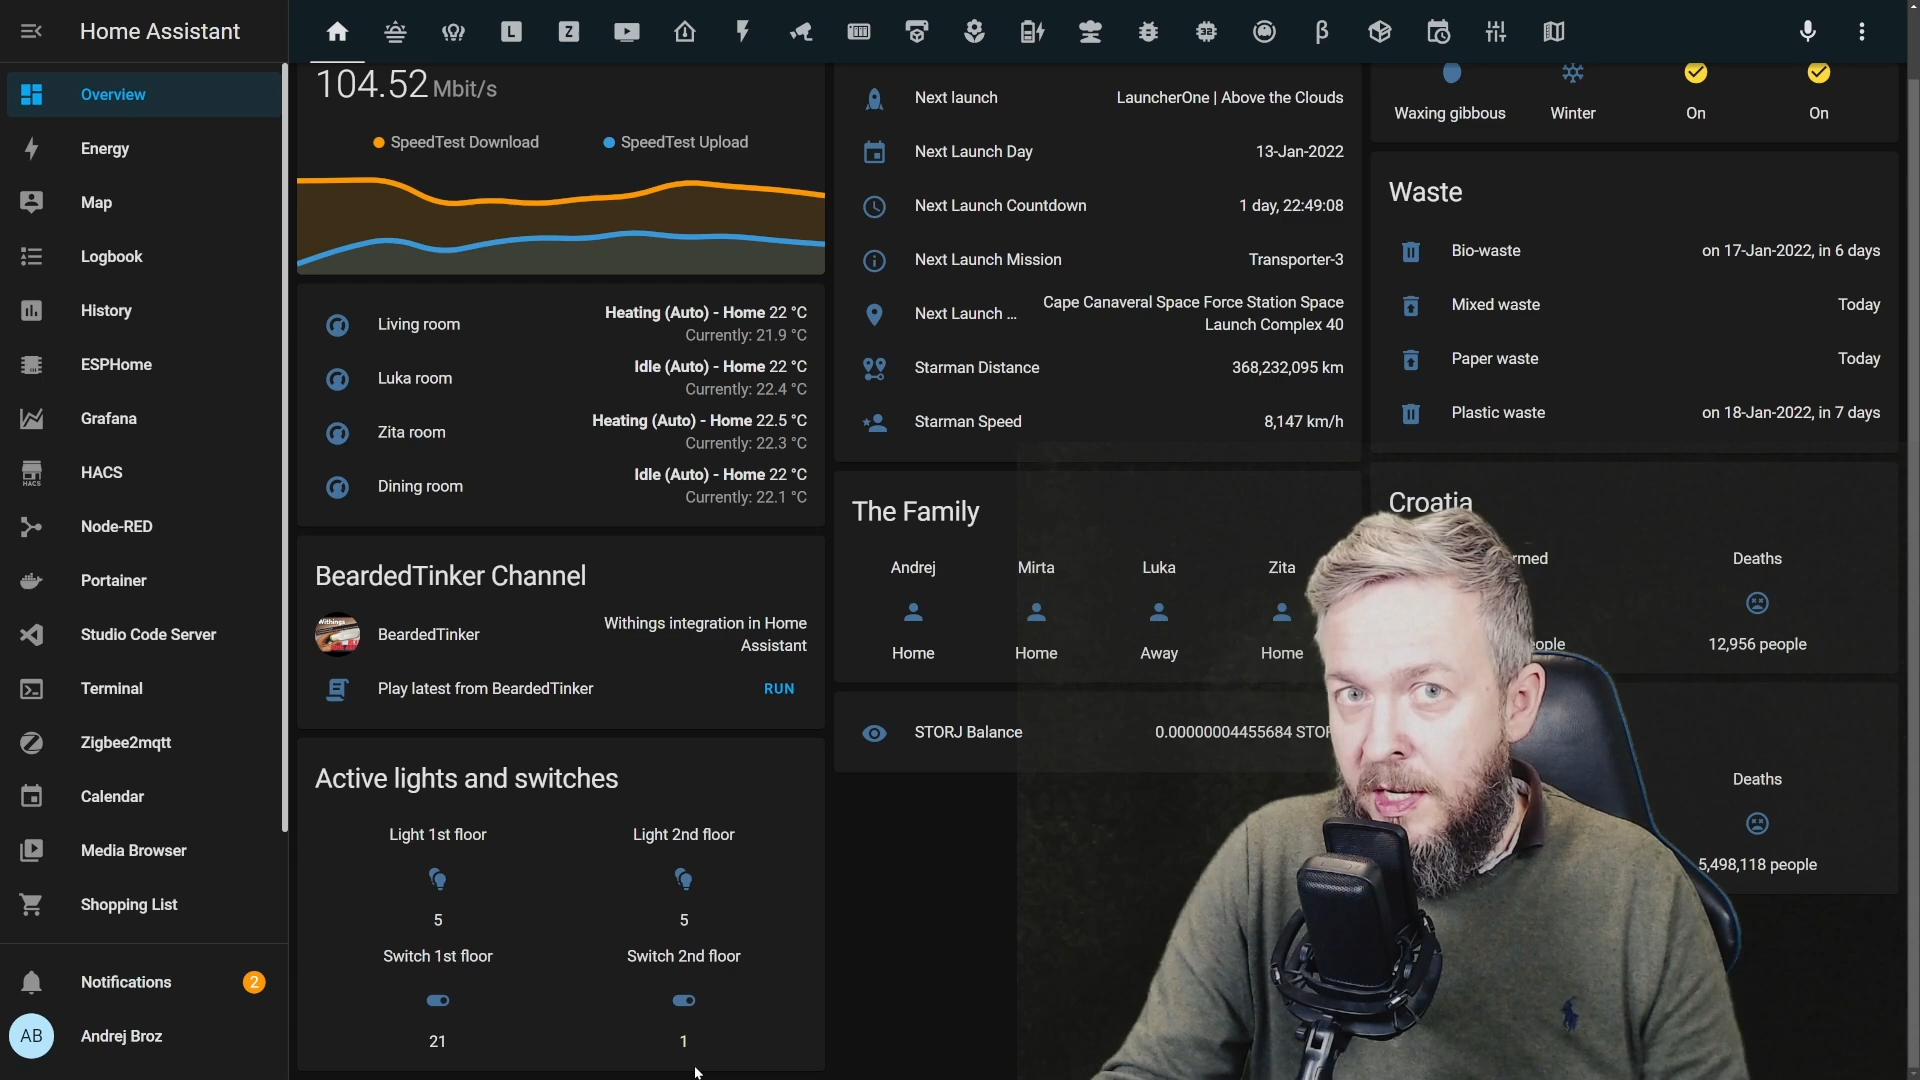 Home Assistant
L
Z
β
Overview
Energy
Map
Logbook
History
ESPHome
Grafana
HACS
HACS
Node-RED
Portainer
Studio Code Server
Terminal
Zigbee2mqtt
Calendar
Media Browser
Shopping List
Notifications
2
AB
Andrej Broz
104.52 Mbit/s
SpeedTest Download
SpeedTest Upload
Living room
Heating (Auto) - Home 22 °C
Currently: 21.9 °C
Luka room
Idle (Auto) - Home 22 °C
Currently: 22.4 °C
Zita room
Heating (Auto) - Home 22.5 °C
Currently: 22.3 °C
Dining room
Idle (Auto) - Home 22 °C
Currently: 22.1 °C
BeardedTinker Channel
Withings
BeardedTinker
Withings integration in Home
Assistant
Play latest from BeardedTinker
RUN
Active lights and switches
Light 1st floor
Light 2nd floor
5
5
Switch 1st floor
Switch 2nd floor
21
1
Next launch
LauncherOne | Above the Clouds
Next Launch Day
13-Jan-2022
Next Launch Countdown
1 day, 22:49:08
Next Launch Mission
Transporter-3
Next Launch ...
Cape Canaveral Space Force Station Space
Launch Complex 40
Starman Distance
368,232,095 km
Starman Speed
8,147 km/h
The Family
Andrej
Mirta
Luka
Zita
Home
Home
Away
Home
STORJ Balance
0.00000004455684 STOR
Waxing gibbous
Winter
On
On
Waste
Bio-waste
on 17-Jan-2022, in 6 days
Mixed waste
Today
Paper waste
Today
Plastic waste
on 18-Jan-2022, in 7 days
Croatia
rmed
Deaths
eople
12,956 people
Deaths
5,498,118 people